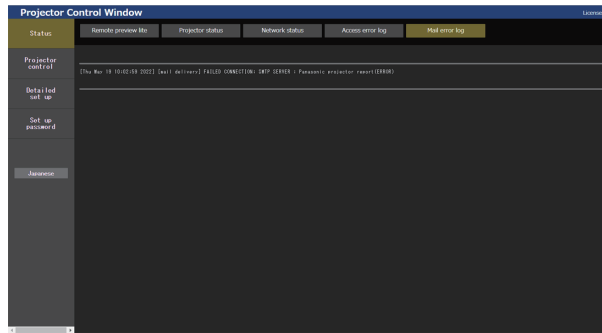 Projector Control Window
License
Status
Remote preview lite
Projector status
Network status
Access error log
Mail error log
Projector
control
[Thu May 19 10:02:59 2022] [mail delivery] FAILED CONNECTION: SMTP SERVER : Panasonic projector report(ERROR)
Detailed
set up
Set up
password
Japanese